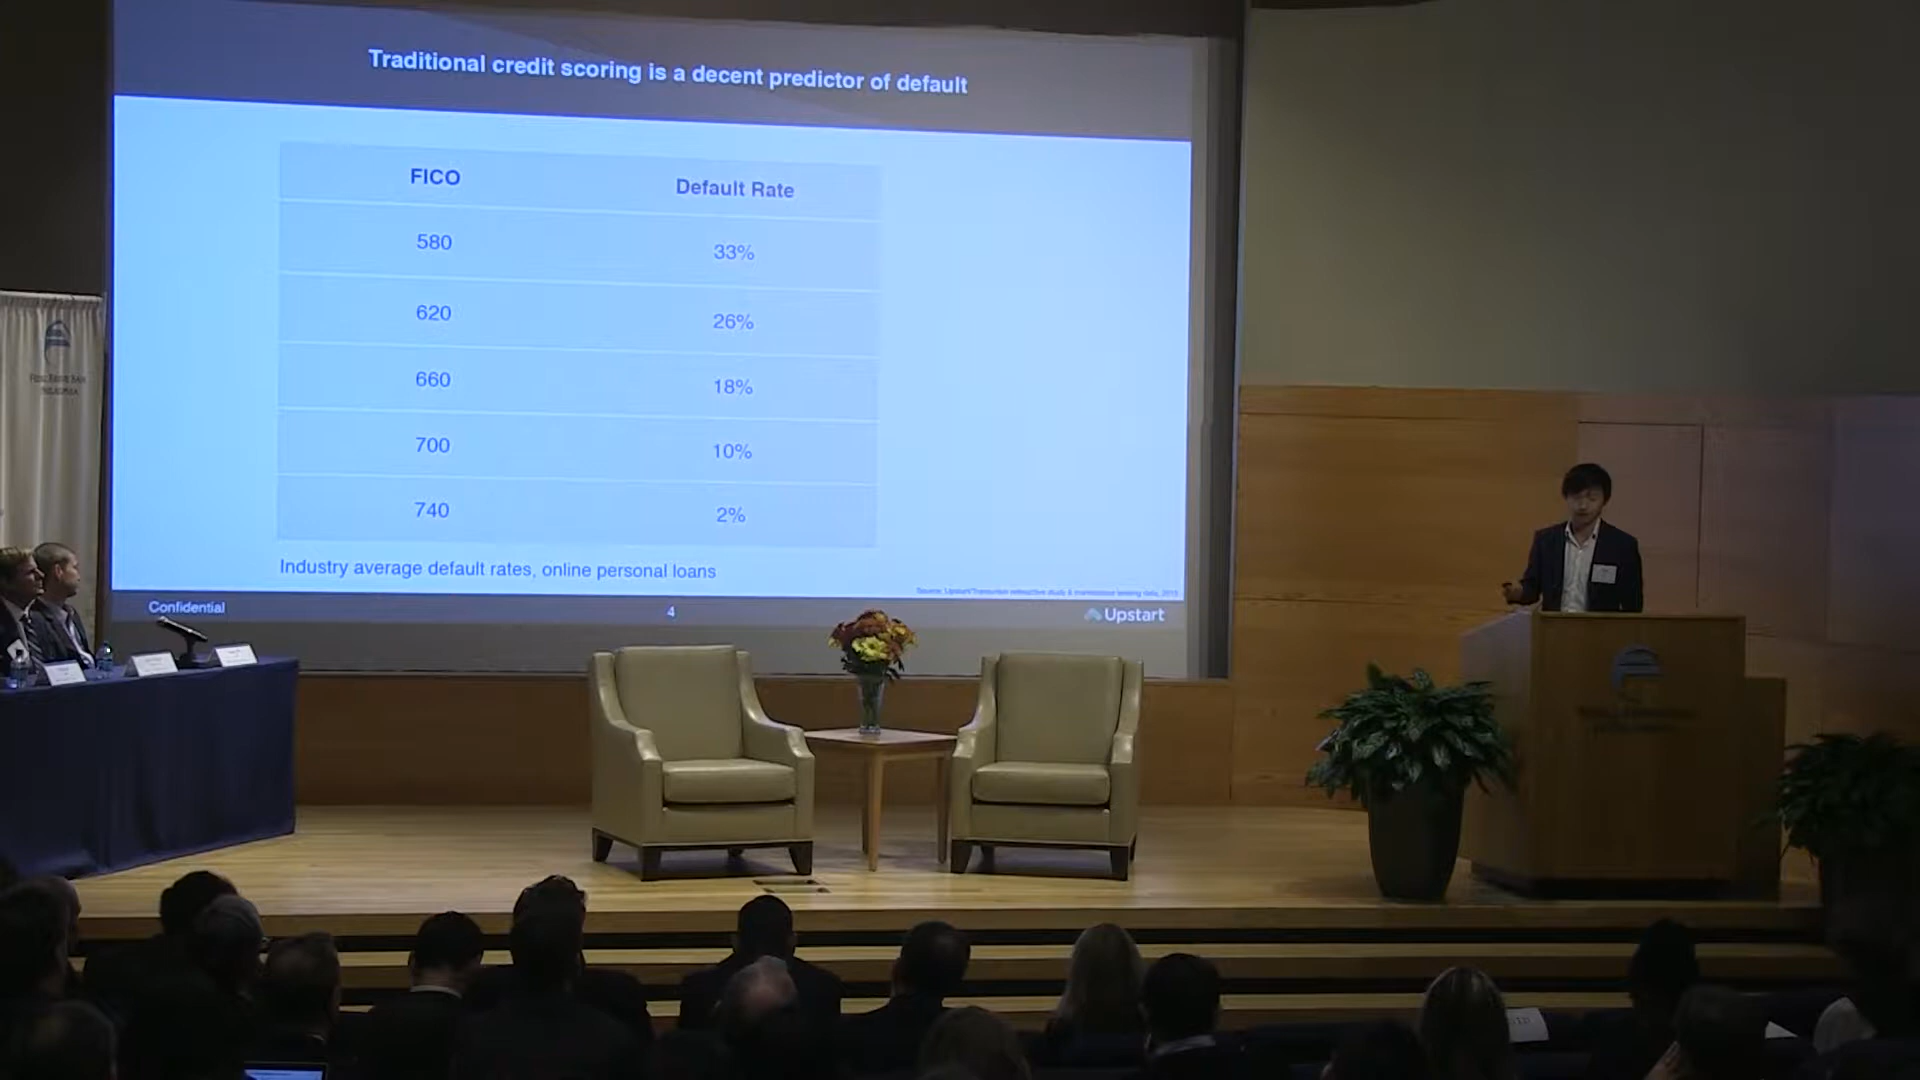 Traditional credit scoring is a decent predictor of default
FICO Default Rate
580 33%
620 26%
660 18%
700 10%
740 2%
Industry average default rates, online personal loans
Confidential 4 Upstart